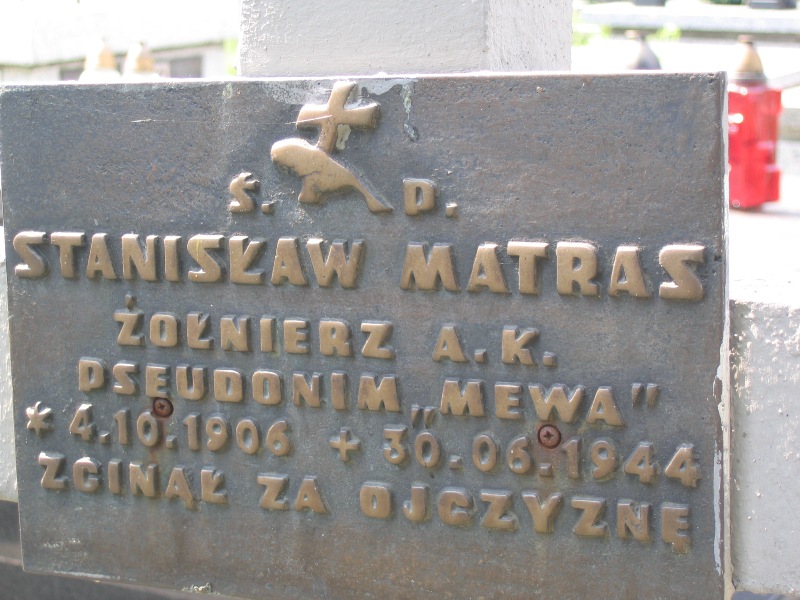 Ś. P.
STANISŁAW MATRAS
ŻOŁNIERZ A.K.
PSEUDONIM „MEWA”
* 4.10.1906 + 30.06.1944
ZGINĄŁ ZA OJCZYZNĘ